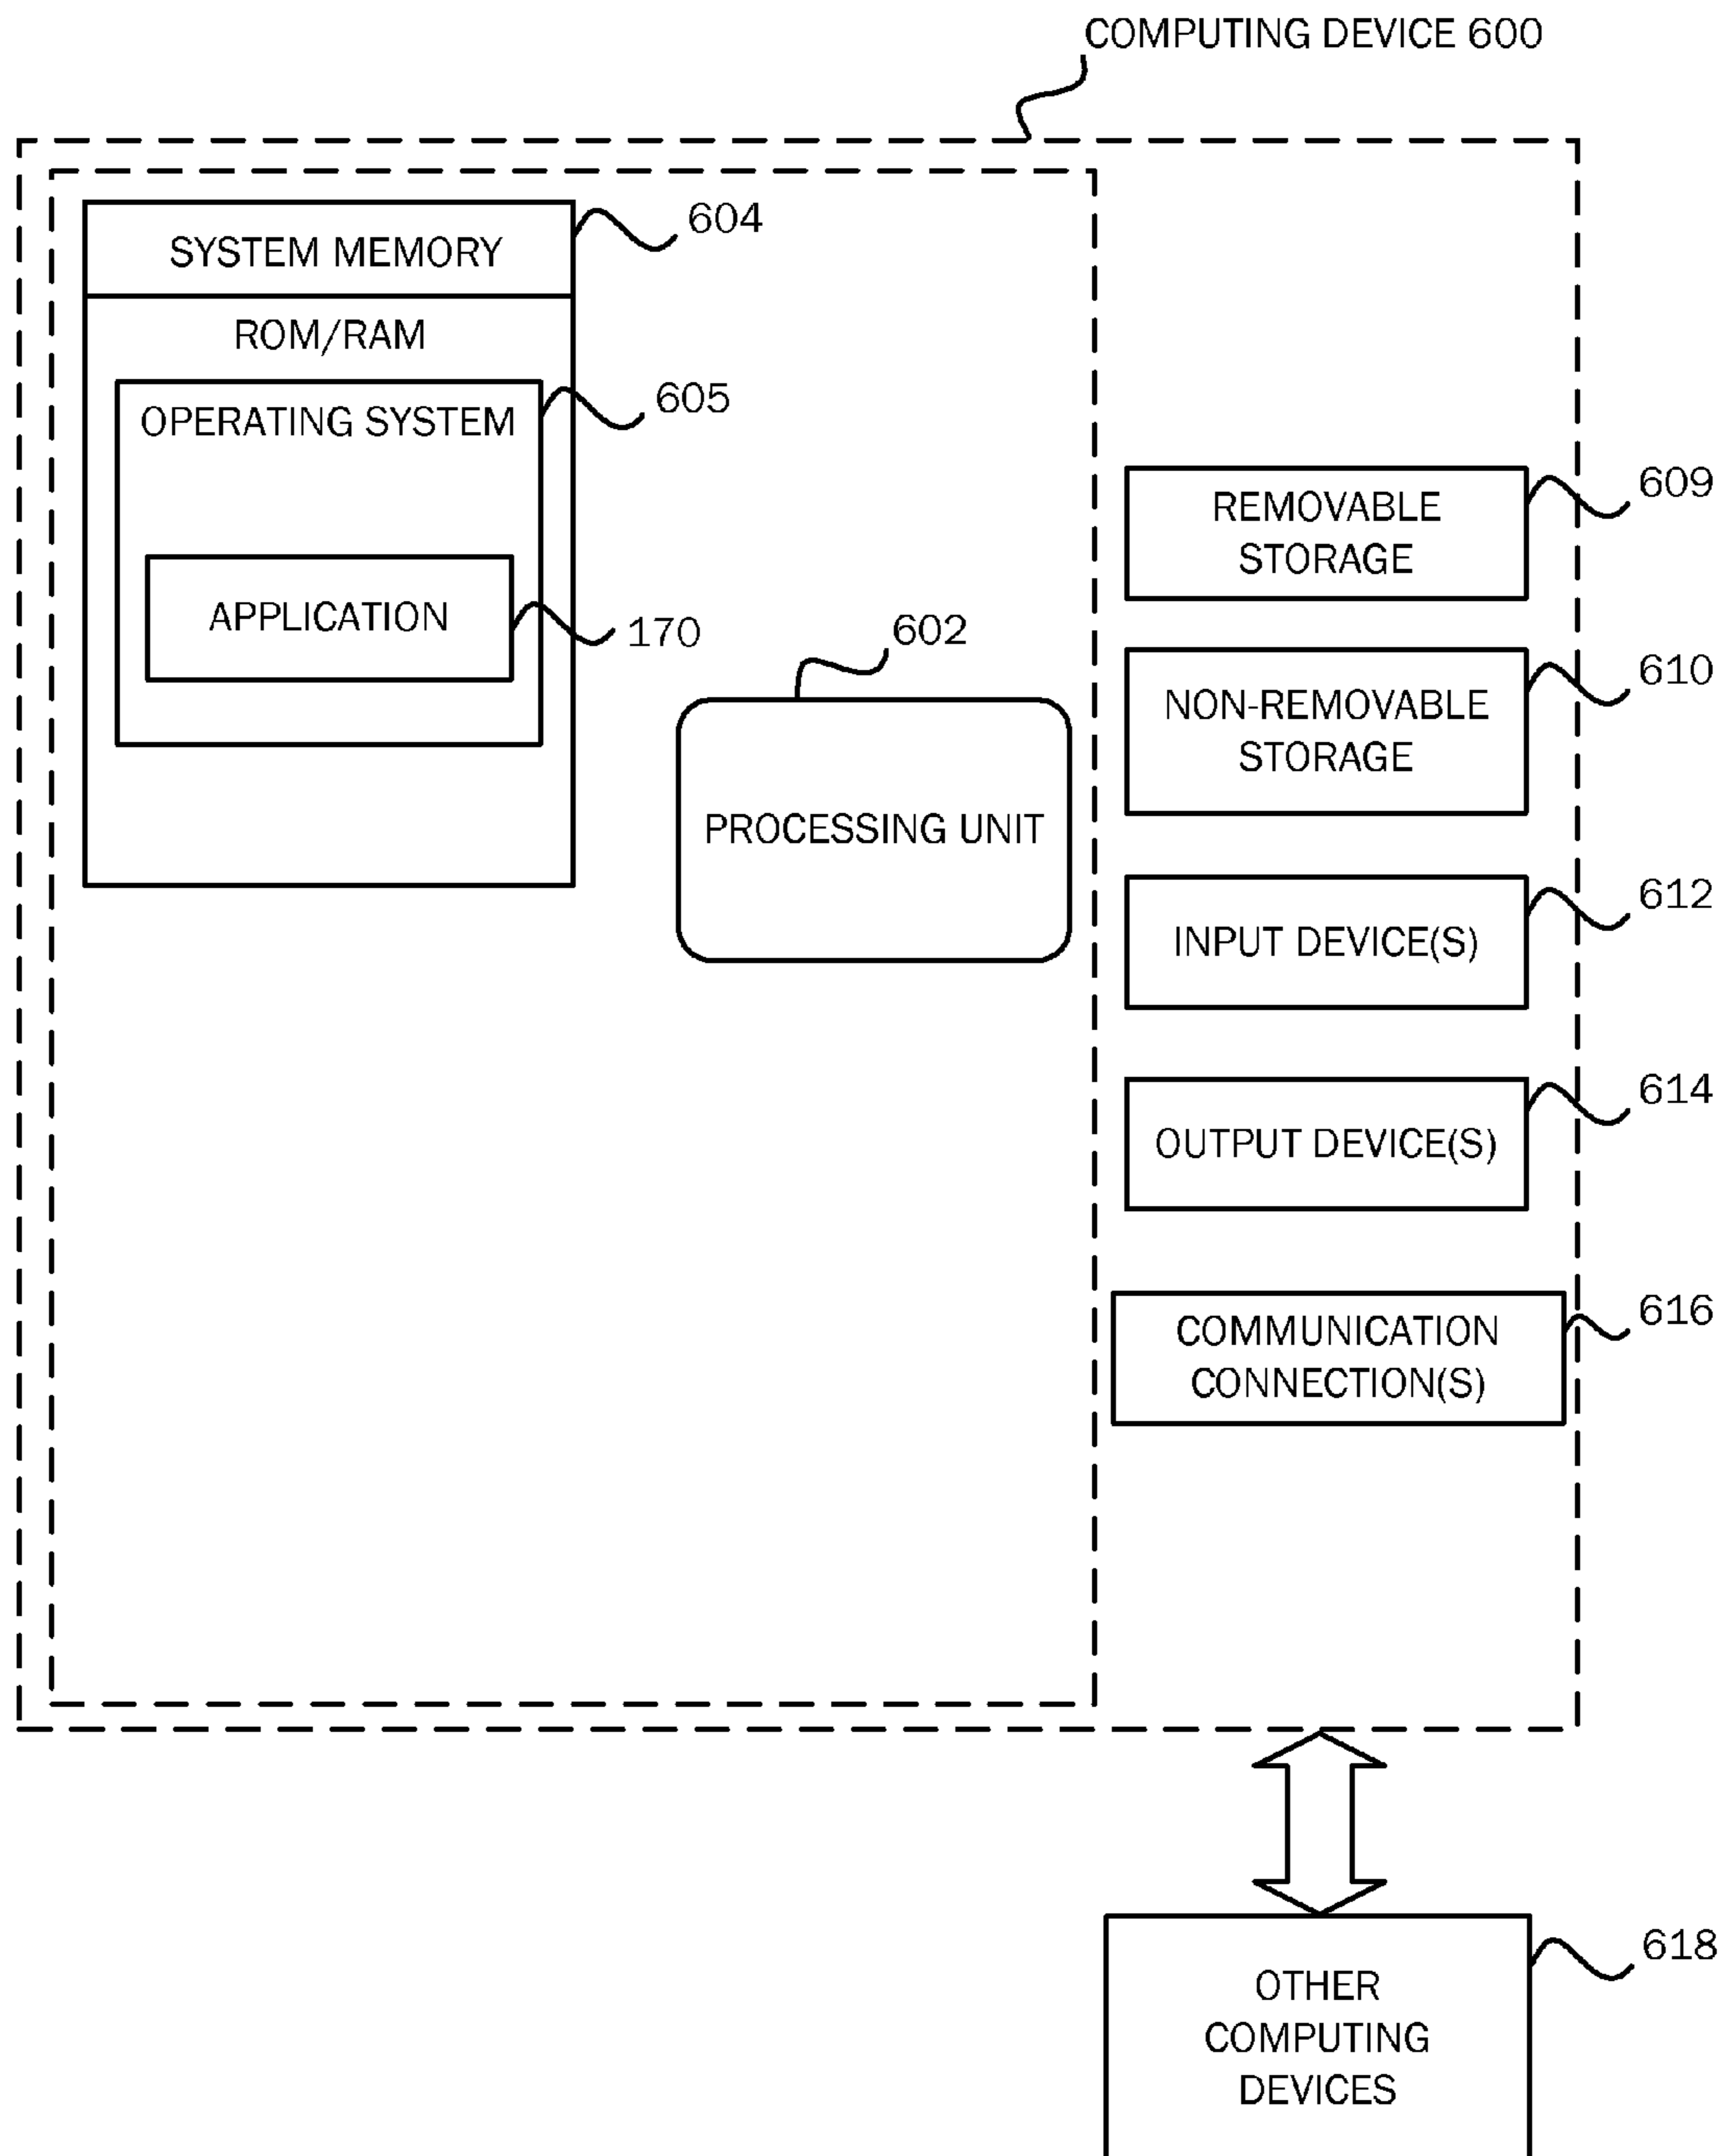 COMPUTING DEVICE 600
604
SYSTEM MEMORY
ROM/RAM
605
OPERATING SYSTEM
APPLICATION
170
602
PROCESSING UNIT
609
REMOVABLE
STORAGE
610
NON-REMOVABLE
STORAGE
612
INPUT DEVICE(S)
614
OUTPUT DEVICE(S)
616
COMMUNICATION
CONNECTION(S)
618
OTHER
COMPUTING
DEVICES